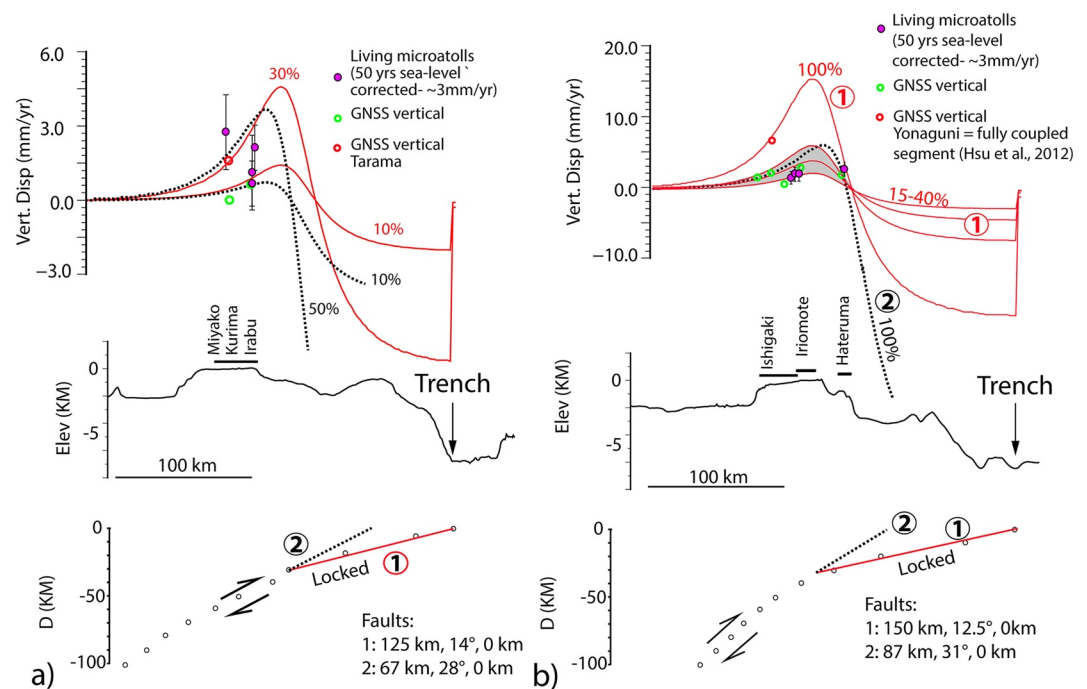 6.0
3.0
0.0
−3.0
Vert. Disp (mm/yr)
30%
10%
10%
50%
Living microatolls
(50 yrs sea-level `
corrected- ~3mm/yr)
GNSS vertical
GNSS vertical
Tarama
Miyako
Kurima
Irabu
0
-5
Elev (KM)
Trench
100 km
0
-50
-100
D (KM)
2
1
Locked
Faults:
1: 125 km, 14°, 0 km
2: 67 km, 28°, 0 km
a)
20.0
10.0
0.0
−10.0
Vert. Disp (mm/yr)
100%
1
Living microatolls
(50 yrs sea-level
corrected- ~3mm/yr)
GNSS vertical
GNSS vertical
Yonaguni = fully coupled
segment (Hsu et al., 2012)
15-40%
1
2
100%
Ishigaki
Iriomote
Hateruma
0
-5
Elev (KM)
Trench
100 km
0
-50
-100
D (KM)
2
1
Locked
Faults:
1: 150 km, 12.5°, 0km
2: 87 km, 31°, 0 km
b)